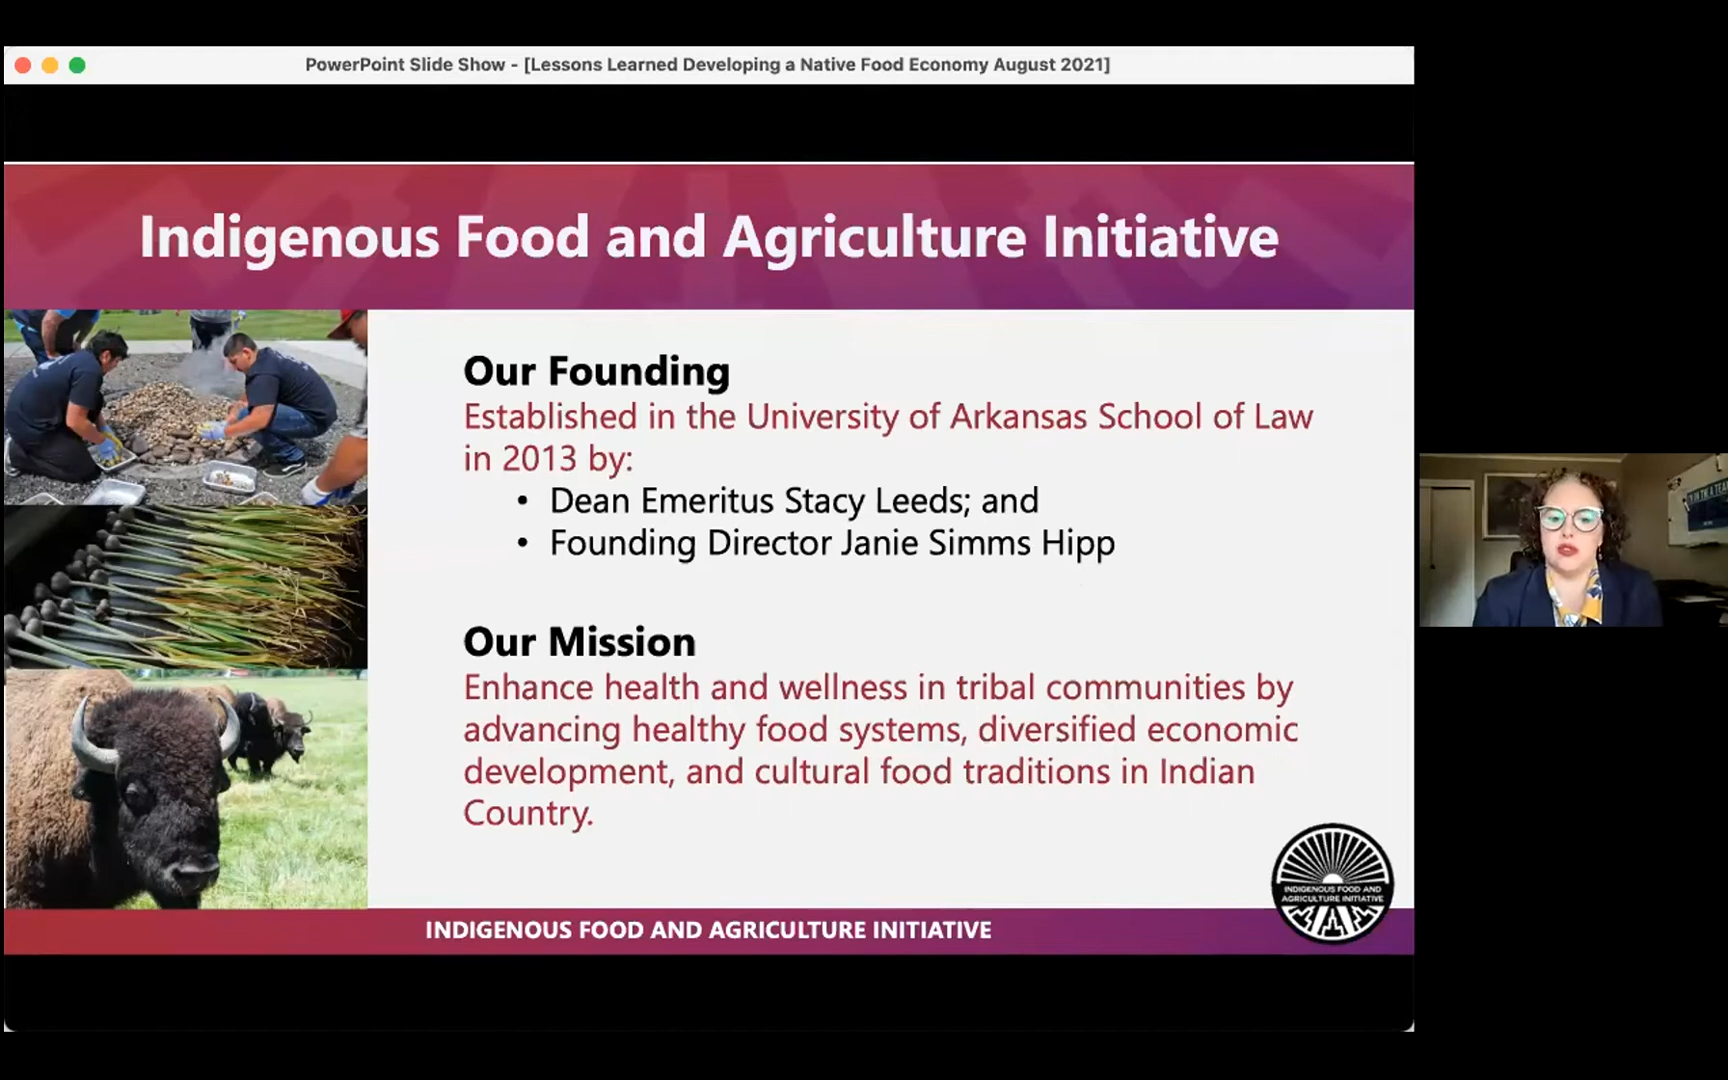 PowerPoint Slide Show - [Lessons Learned Developing a Native Food Economy August 2021]
Indigenous Food and Agriculture Initiative
Our Founding
Established in the University of Arkansas School of Law
in 2013 by:
• Dean Emeritus Stacy Leeds; and
• Founding Director Janie Simms Hipp
Our Mission
Enhance health and wellness in tribal communities by
advancing healthy food systems, diversified economic
development, and cultural food traditions in Indian
Country.
INDIGENOUS FOOD AND
AGRICULTURE INITIATIVE
INDIGENOUS FOOD AND AGRICULTURE INITIATIVE